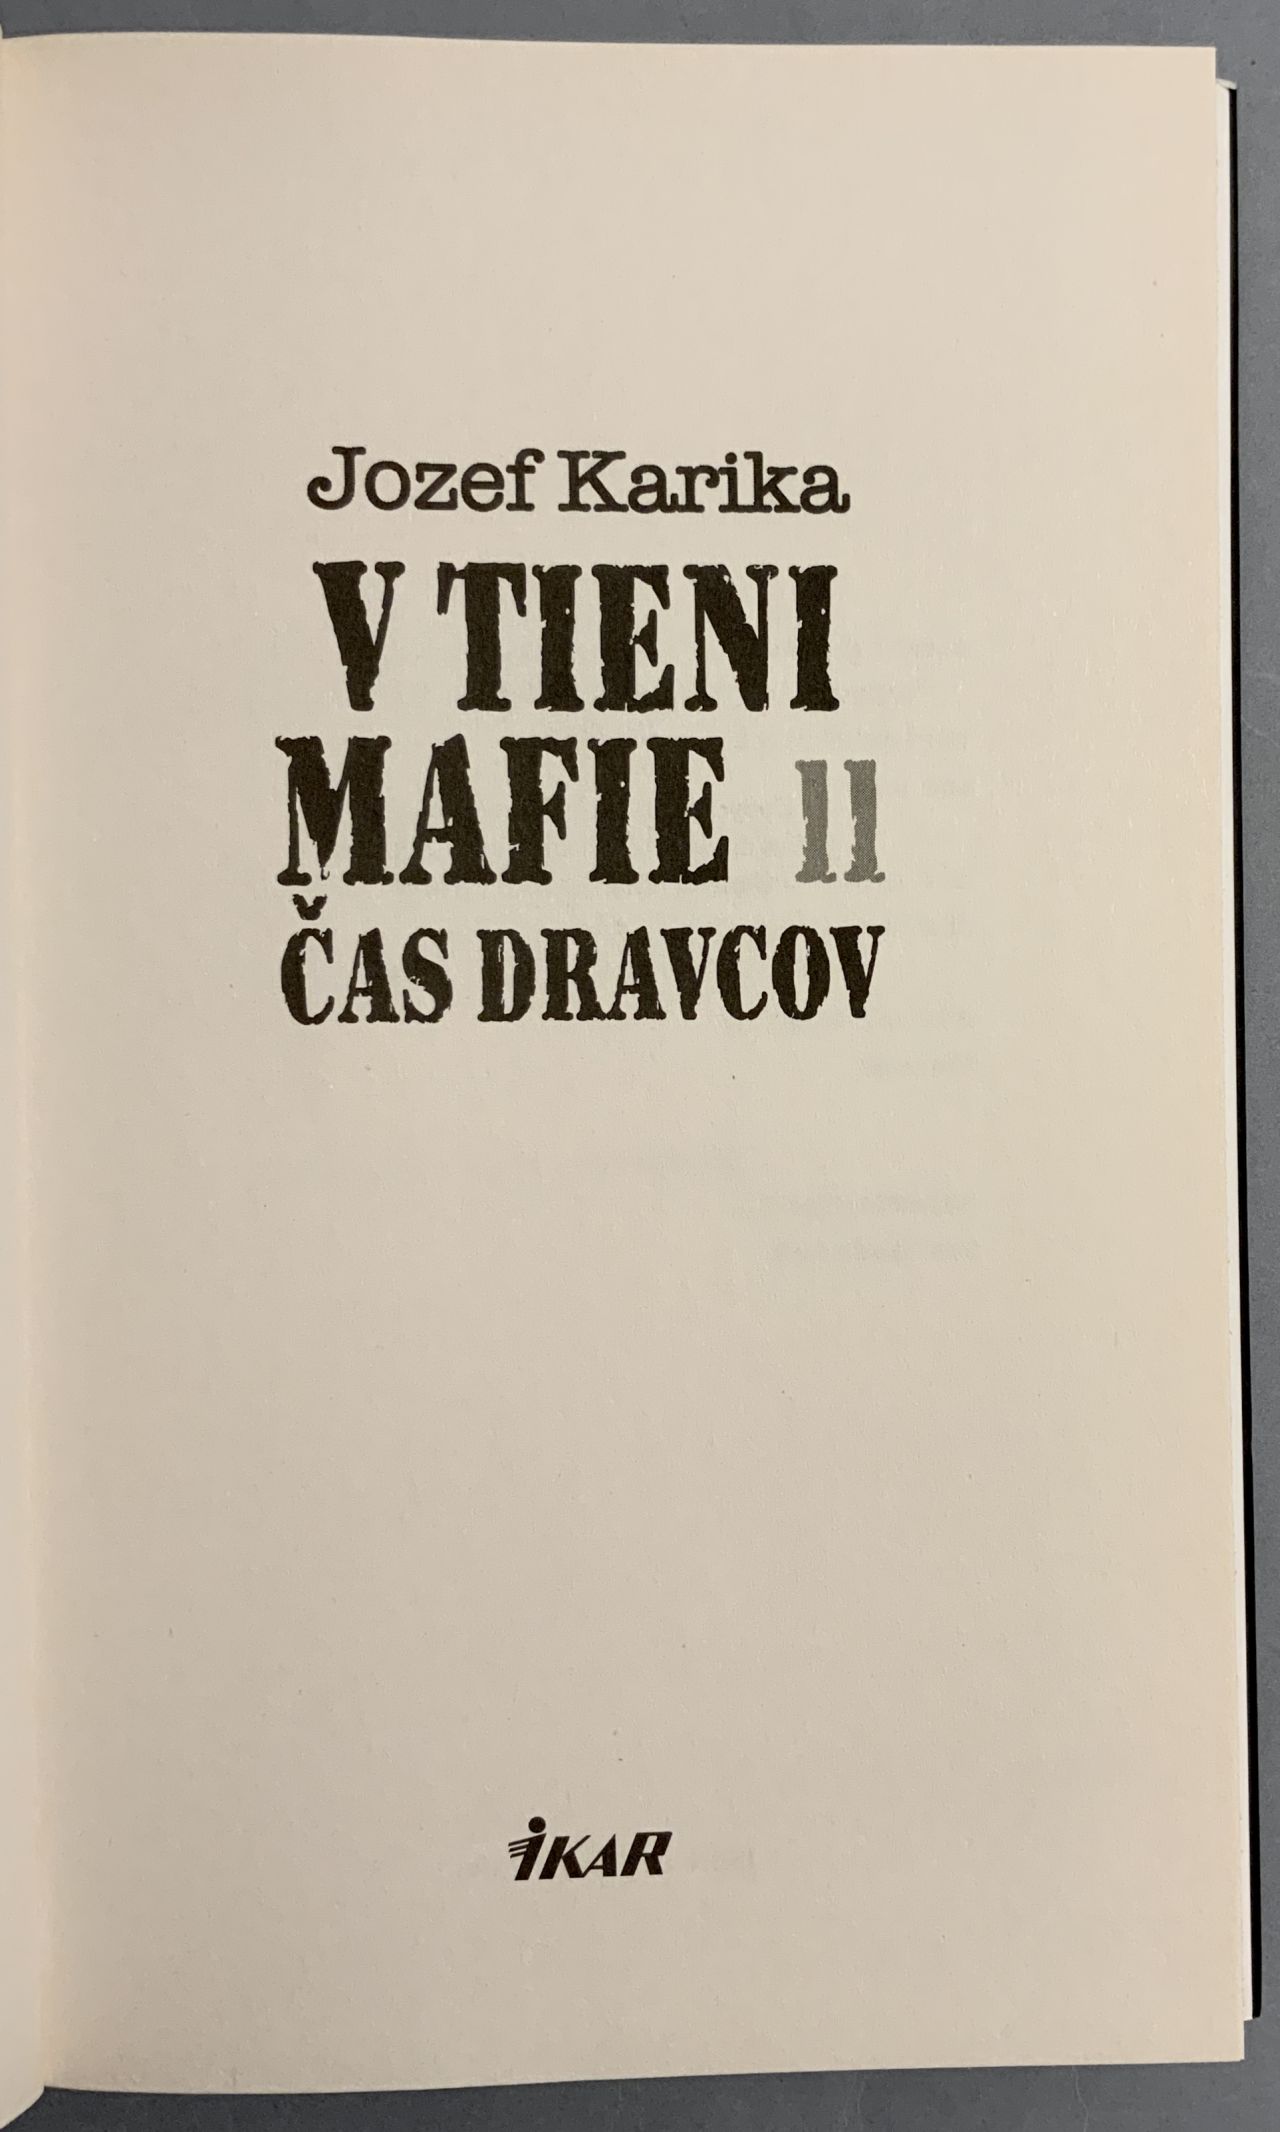 Jozef Karika
V TIENI
MAFIE II
ČAS DRAVCOV
iKAR